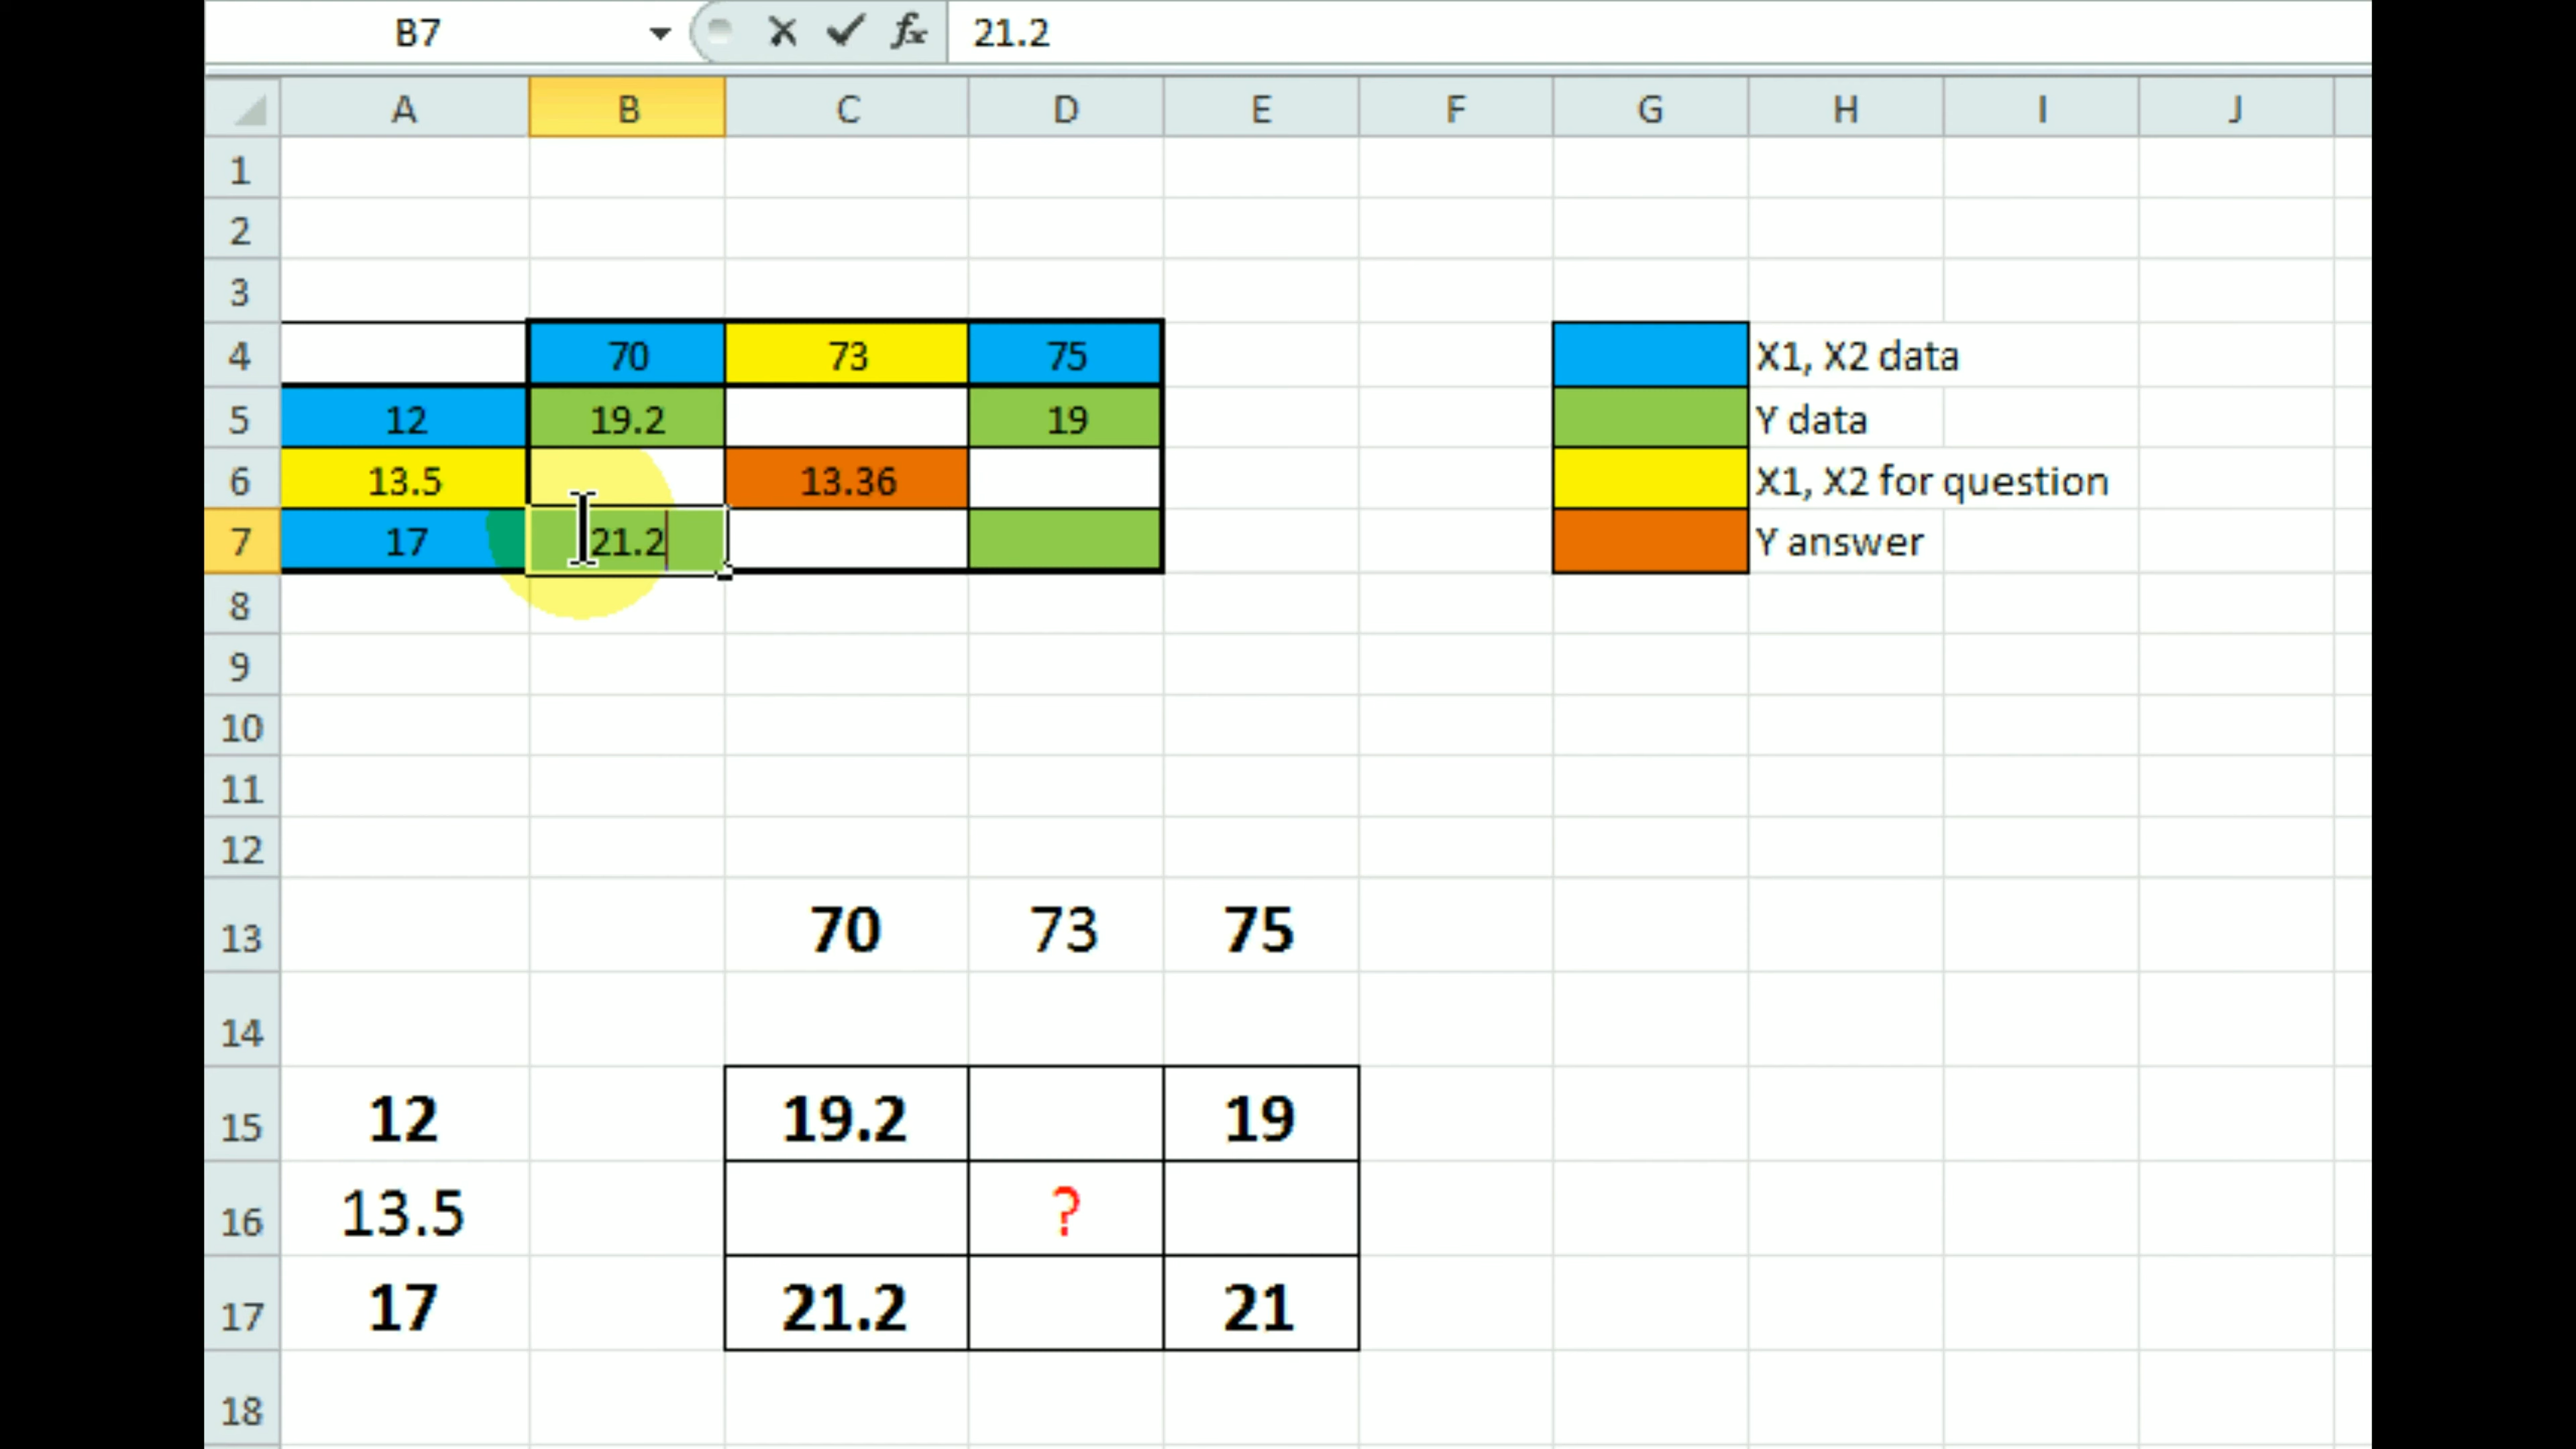 B7 fx 21.2
A B C D E F G H I J
1
2
3
4 70 73 75 X1, X2 data
5 12 19.2 19 Y data
6 13.5 13.36 X1, X2 for question
7 17 21.2 Y answer
8
9
10
11
12
13 70 73 75
14
15 12 19.2 19
16 13.5 ?
17 17 21.2 21
18